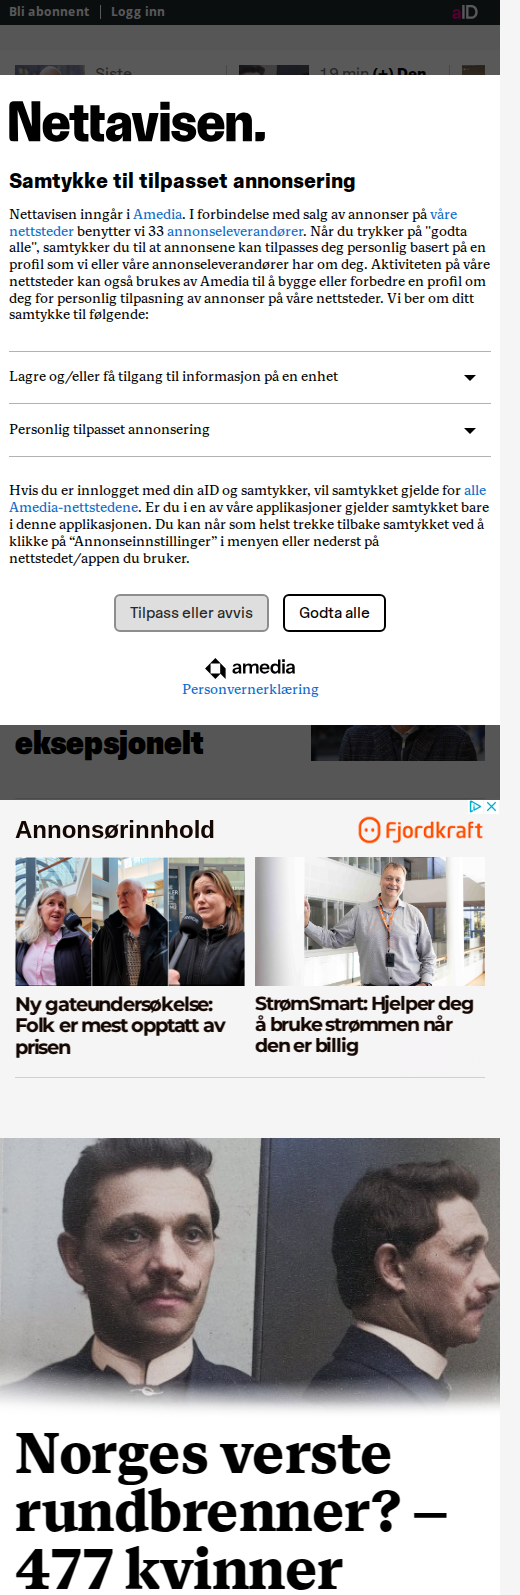 Bli abonnent | Logg inn
aID
Siste
19 min (+) Den
Nettavisen.
Samtykke til tilpasset annonsering
Nettavisen inngår i Amedia. I forbindelse med salg av annonser på våre
nettsteder benytter vi 33 annonseleverandører. Når du trykker på "godta
alle", samtykker du til at annonsene kan tilpasses deg personlig basert på en
profil som vi eller våre annonseleverandører har om deg. Aktiviteten på våre
nettsteder kan også brukes av Amedia til å bygge eller forbedre en profil om
deg for personlig tilpasning av annonser på våre nettsteder. Vi ber om ditt
samtykke til følgende:
Lagre og/eller få tilgang til informasjon på en enhet
Personlig tilpasset annonsering
Hvis du er innlogget med din aID og samtykker, vil samtykket gjelde for alle
Amedia-nettstedene. Er du i en av våre applikasjoner gjelder samtykket bare
i denne applikasjonen. Du kan når som helst trekke tilbake samtykket ved å
klikke på “Annonseinnstillinger” i menyen eller nederst på
nettstedet/appen du bruker.
Tilpass eller avvis
Godta alle
amedia
Personvernerklæring
eksepsjonelt
Annonsørinnhold
Fjordkraft
Ny gateundersøkelse:
Folk er mest opptatt av
prisen
StrømSmart: Hjelper deg
å bruke strømmen når
den er billig
Norges verste
rundbrenner? –
477 kvinner